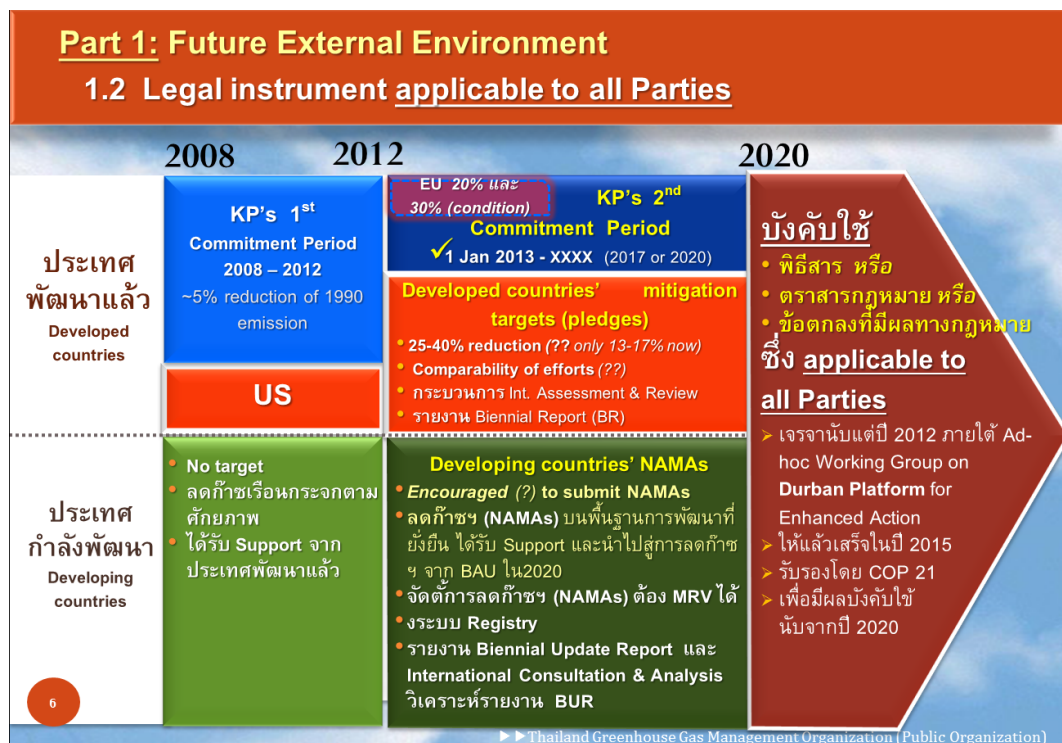 Part 1: Future External Environment
1.2 Legal instrument applicable to all Parties
2008
2012
2020
ประเทศ
พัฒนาแล้ว
Developed
countries
KP's 1st
Commitment Period
2008 – 2012
~5% reduction of 1990
emission
US
EU 20% และ
30% (condition)
KP's 2nd
Commitment Period
✓1 Jan 2013 - XXXX (2017 or 2020)
Developed countries' mitigation
targets (pledges)
• 25-40% reduction (?? only 13-17% now)
• Comparability of efforts (??)
• กระบวนการ Int. Assessment & Review
• รายงาน Biennial Report (BR)
ประเทศ
กำลังพัฒนา
Developing
countries
• No target
• ลดก๊าซเรือนกระจกตาม
ศักยภาพ
• ได้รับ Support จาก
ประเทศพัฒนาแล้ว
Developing countries' NAMAs
• Encouraged (?) to submit NAMAs
• ลดก๊าซฯ (NAMAs) บนพื้นฐานการพัฒนาที่
ยั่งยืน ได้รับ Support และนำไปสู่การลดก๊าซ
ฯ จาก BAU ใน2020
• จัดตั้การลดก๊าซฯ (NAMAs) ต้อง MRV ได้
• งระบบ Registry
• รายงาน Biennial Update Report และ
International Consultation & Analysis
วิเคราะห์รายงาน BUR
บังคับใช้
• พิธีสาร หรือ
• ตราสารกฎหมาย หรือ
• ข้อตกลงที่มีผลทางกฎหมาย
ซึ่ง applicable to
all Parties
➢ เจรจานับแต่ปี 2012 ภายใต้ Ad-
hoc Working Group on
Durban Platform for
Enhanced Action
➢ ให้แล้วเสร็จในปี 2015
➢ รับรองโดย COP 21
➢ เพื่อมีผลบังคับใข้
นับจากปี 2020
6
▶ ▶Thailand Greenhouse Gas Management Organization (Public Organization)